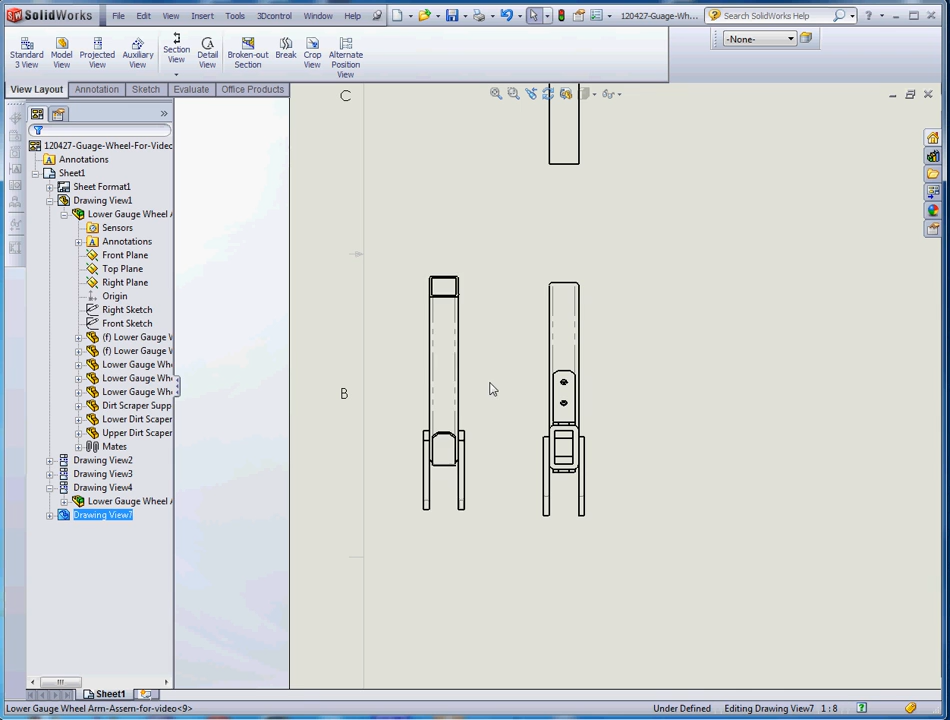 SolidWorks File Edit View Insert Tools 3Dcontrol Window Help 120427-Guage-Wh... Search SolidWorks Help
Standard 3 View
Model View
Projected View
Auxiliary View
Section View
Detail View
Broken-out Section
Break
Crop View
Alternate Position View
-None-
View Layout Annotation Sketch Evaluate Office Products
C
120427-Guage-Wheel-For-Video
Annotations
Sheet1
Sheet Format1
Drawing View1
Lower Gauge Wheel A
Sensors
Annotations
Front Plane
Top Plane
Right Plane
Origin
Right Sketch
Front Sketch
(f) Lower Gauge W
(f) Lower Gauge W
Lower Gauge Whe
Lower Gauge Whe
Lower Gauge Whe
Dirt Scraper Supp
Lower Dirt Scaper
Upper Dirt Scaper
Mates
Drawing View2
Drawing View3
Drawing View4
Lower Gauge Wheel A
Drawing View7
B
Sheet1
Lower Gauge Wheel Arm-Assem-for-video<9> Under Defined Editing Drawing View7 1 : 8